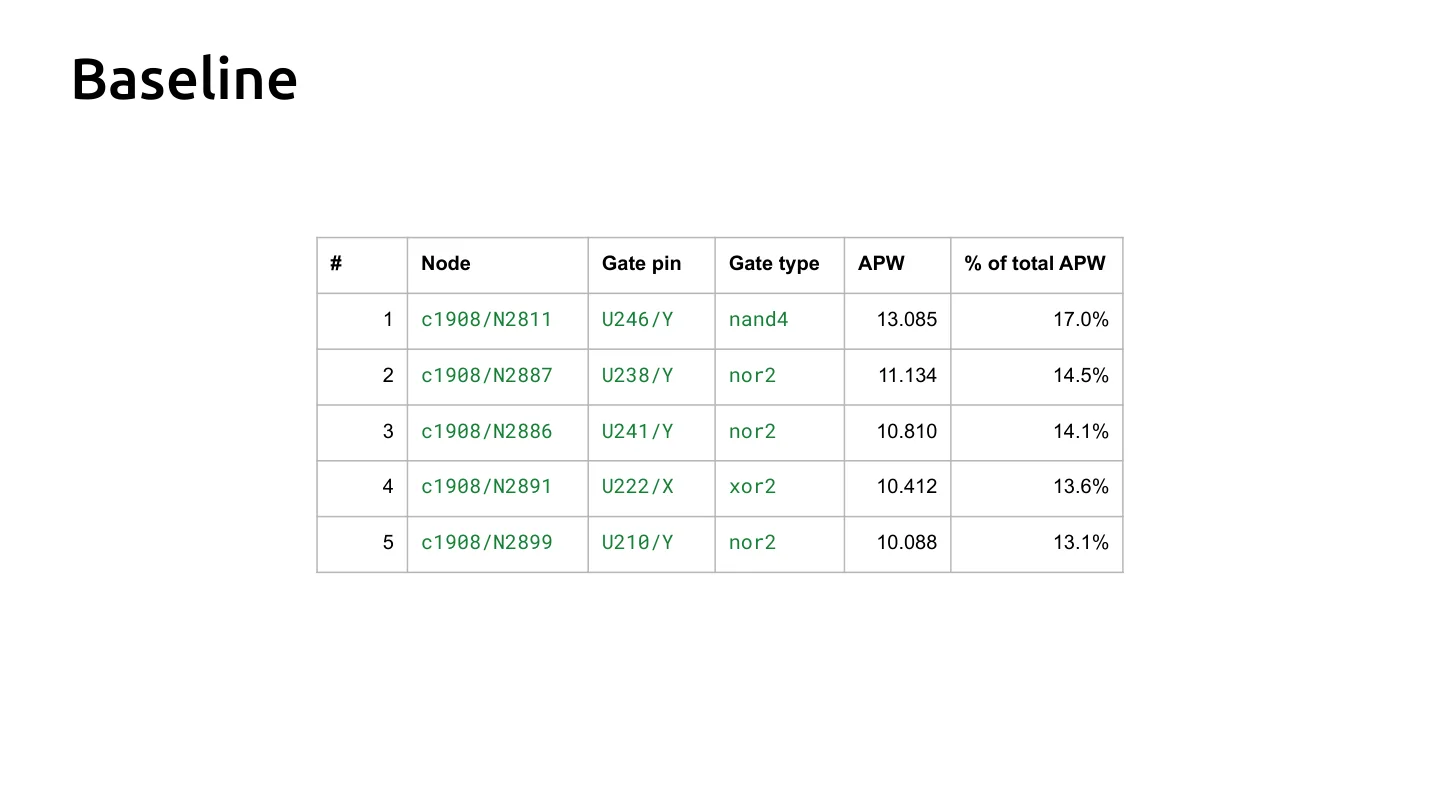 Baseline
# Node Gate pin Gate type APW % of total APW
1 c1908/N2811 U246/Y nand4 13.085 17.0%
2 c1908/N2887 U238/Y nor2 11.134 14.5%
3 c1908/N2886 U241/Y nor2 10.810 14.1%
4 c1908/N2891 U222/X xor2 10.412 13.6%
5 c1908/N2899 U210/Y nor2 10.088 13.1%